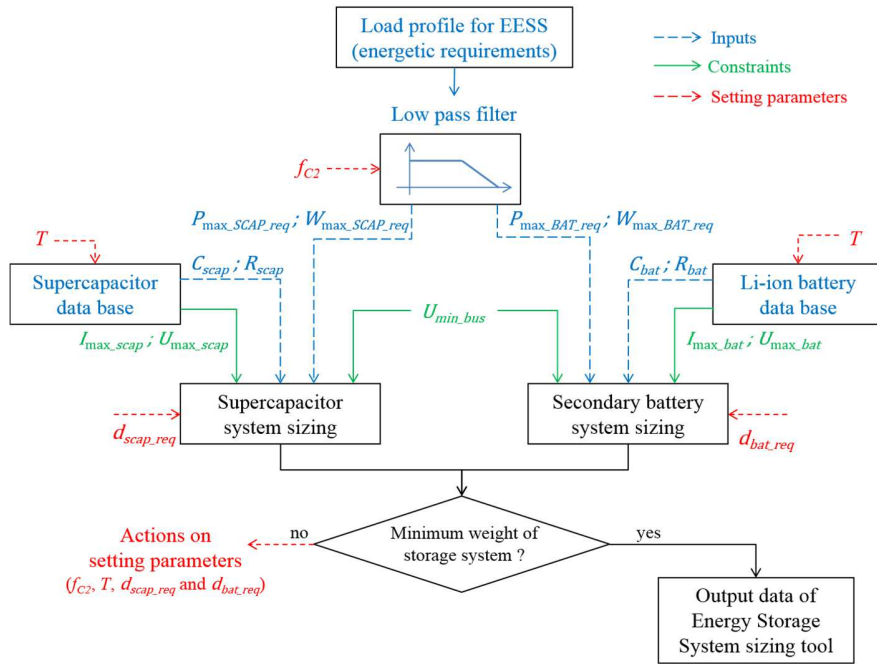 Load profile for EESS
(energetic requirements)
Inputs
Constraints
Setting parameters
Low pass filter
f_C2
P_max_SCAP_req ; W_max_SCAP_req
P_max_BAT_req ; W_max_BAT_req
T
T
Supercapacitor
data base
C_scap ; R_scap
C_bat ; R_bat
Li-ion battery
data base
U_min_bus
I_max_scap ; U_max_scap
I_max_bat ; U_max_bat
Supercapacitor
system sizing
Secondary battery
system sizing
d_scap_req
d_bat_req
no
Minimum weight of
storage system ?
yes
Actions on
setting parameters
(f_C2, T, d_scap_req and d_bat_req)
Output data of
Energy Storage
System sizing tool